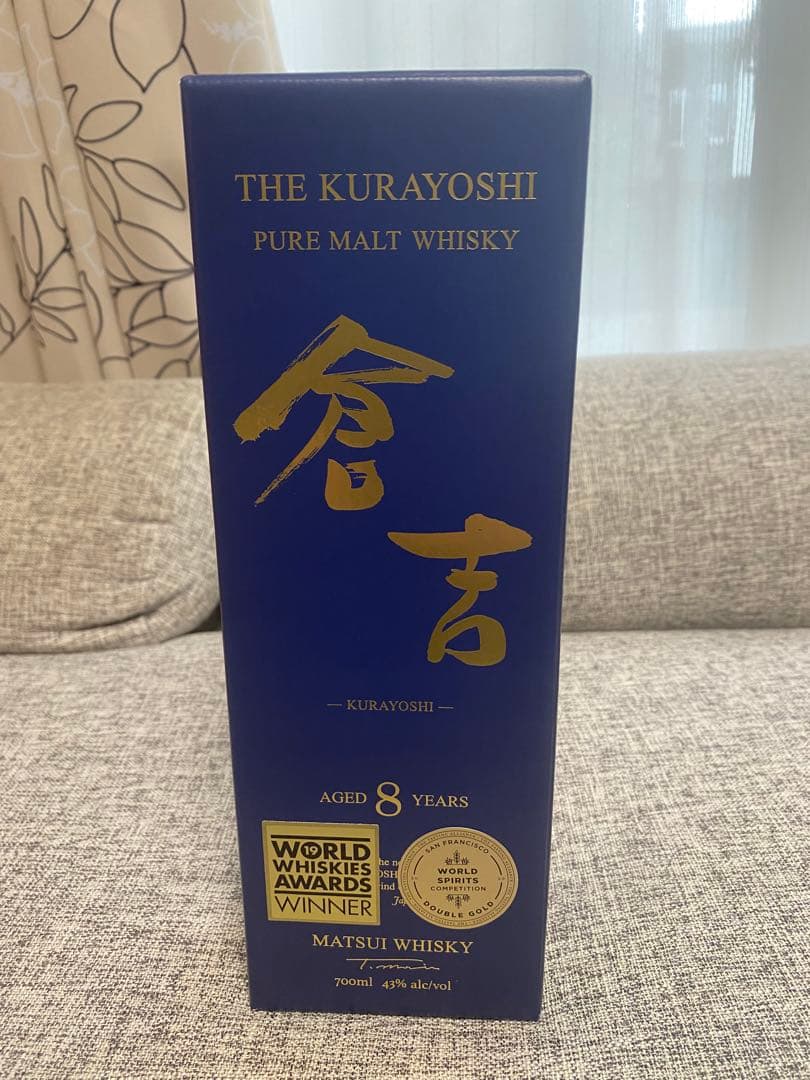 THE KURAYOSHI
PURE MALT WHISKY
倉
吉
— KURAYOSHI —
AGED 8 YEARS
WORLD
19
WHISKIES
AWARDS
WINNER
SAN FRANCISCO
WORLD
SPIRITS
COMPETITION
DOUBLE GOLD
MATSUI WHISKY
700ml 43% alc/vol